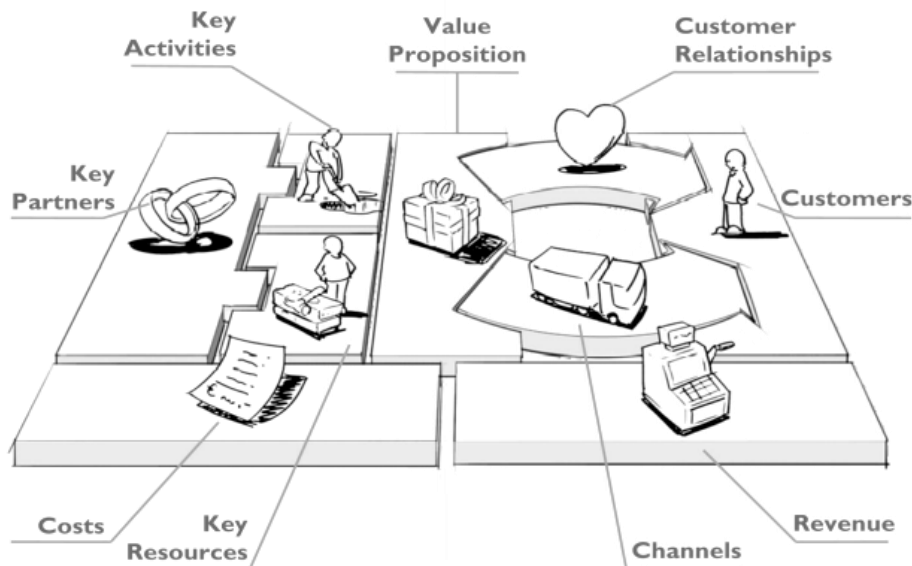 Key
Activities
Value
Proposition
Customer
Relationships
Key
Partners
Customers
Costs
Key
Resources
Channels
Revenue